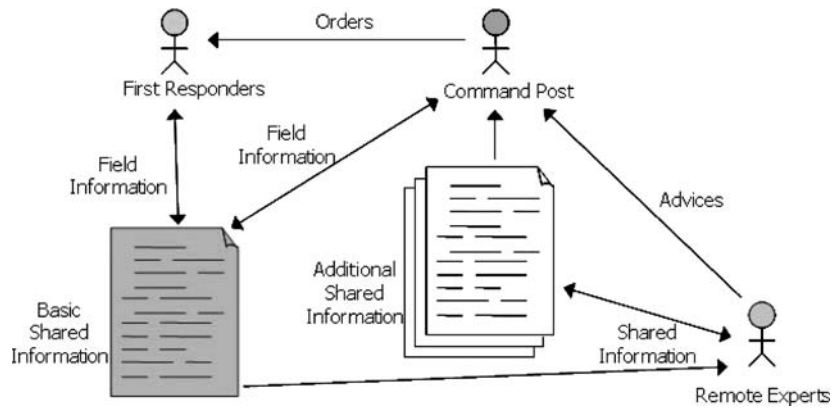 Orders
First Responders
Command Post
Field
Information
Field
Information
Advices
Additional
Shared
Information
Basic
Shared
Information
Shared
Information
Remote Experts